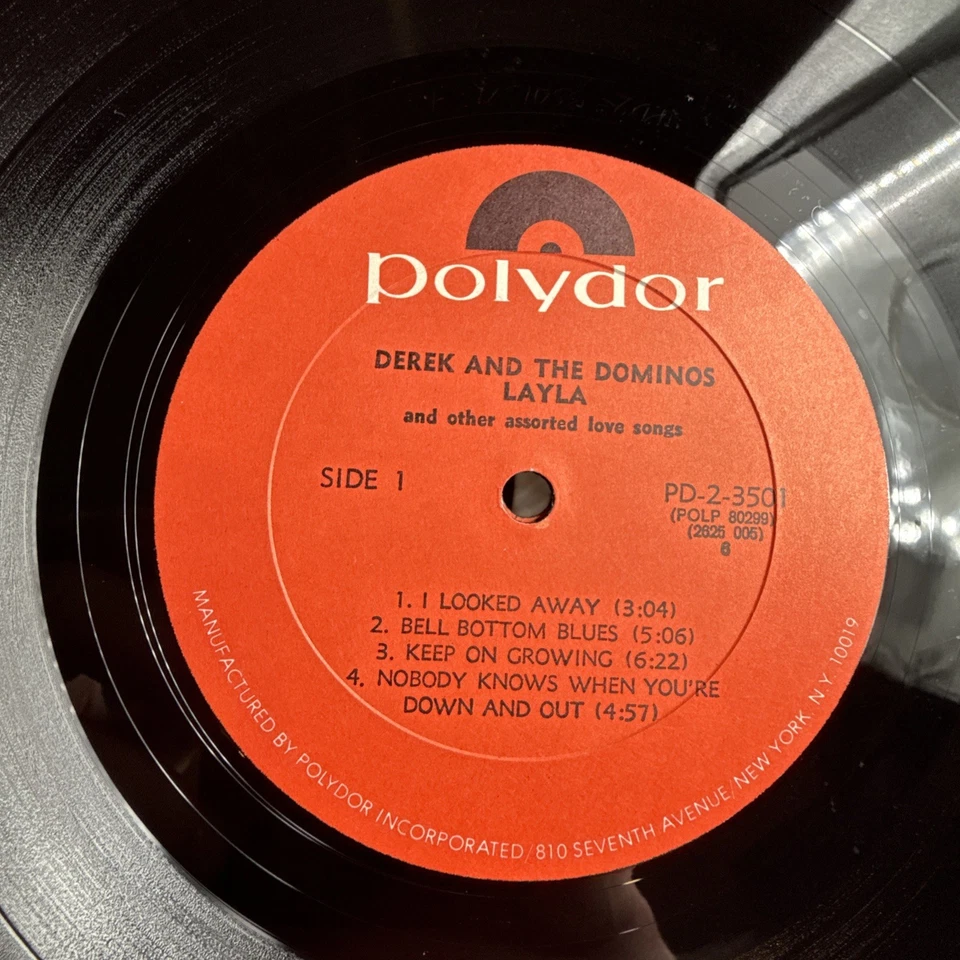 polydor
DEREK AND THE DOMINOS
LAYLA
and other assorted love songs
SIDE 1
PD-2-3501
(POLP 80299)
(2625 005)
6
1. I LOOKED AWAY (3:04)
2. BELL BOTTOM BLUES (5:06)
3. KEEP ON GROWING (6:22)
4. NOBODY KNOWS WHEN YOU'RE
DOWN AND OUT (4:57)
MANUFACTURED BY POLYDOR INCORPORATED/810 SEVENTH AVENUE/NEW YORK, N.Y. 10019